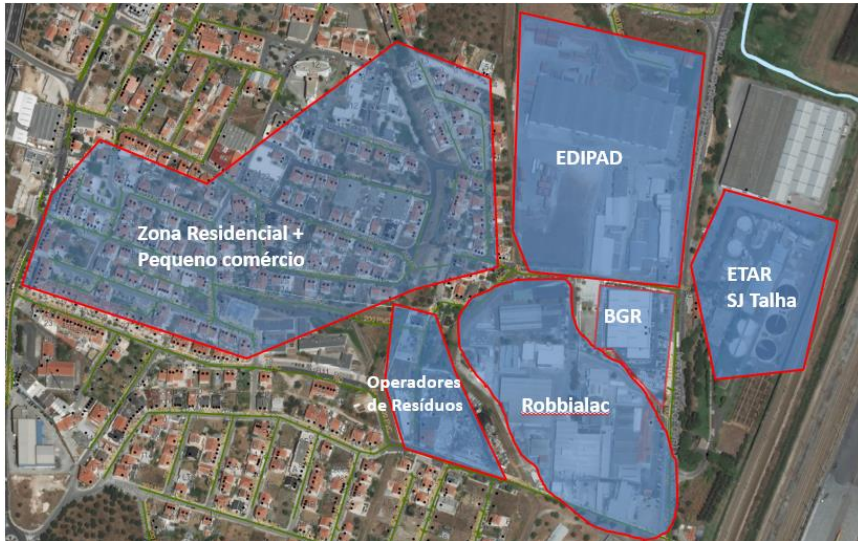 EDIPAD
Zona Residencial +
Pequeno comércio
ETAR
SJ Talha
BGR
Operadores
de Resíduos
Robbialac